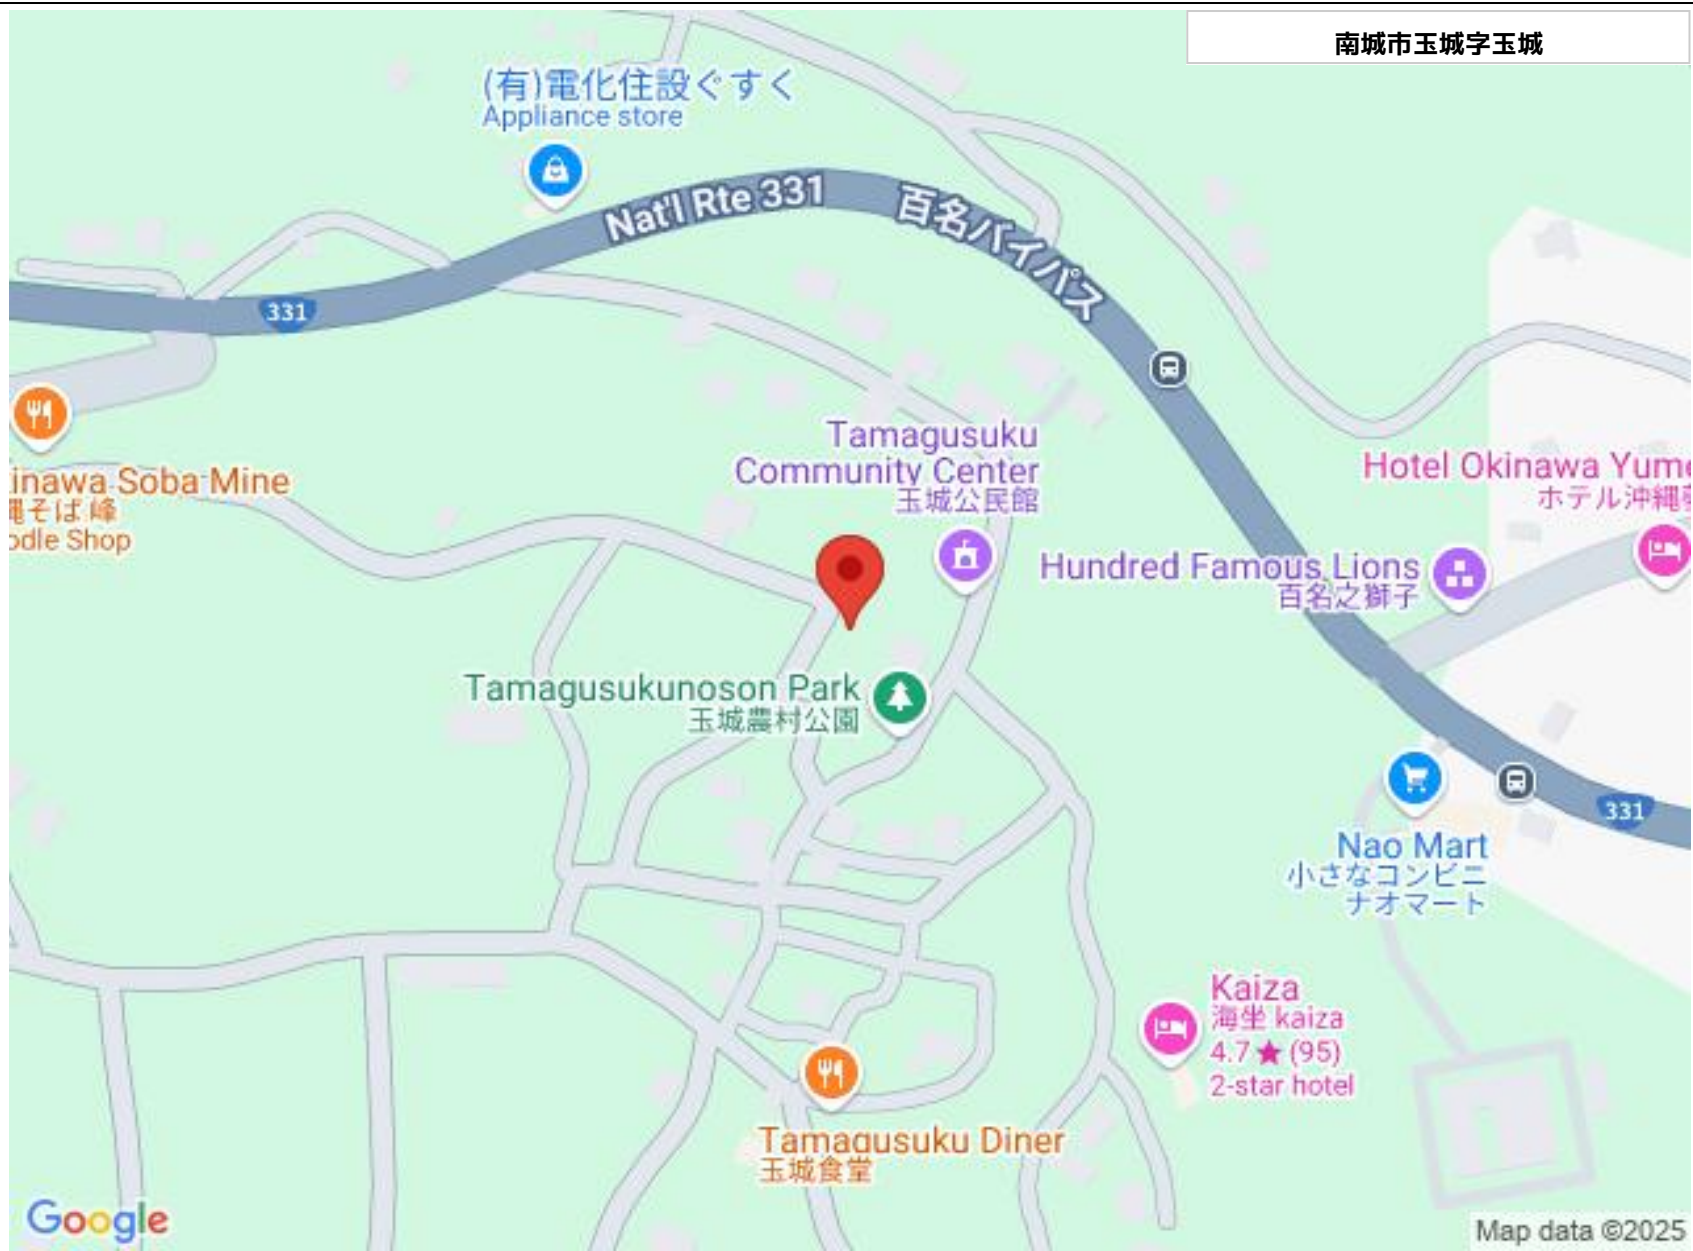 南城市玉城字玉城
(有)電化住設ぐすく
Appliance store
Nat'l Rte 331
百名バイパス
331
Tamagusuku
Community Center
玉城公民館
inawa Soba Mine
縄そば 峰
odle Shop
Hotel Okinawa Yume
ホテル沖縄
Hundred Famous Lions
百名之獅子
Tamagusukunoson Park
玉城農村公園
331
Nao Mart
小さなコンビニ
ナオマート
Kaiza
海坐 kaiza
4.7 ★ (95)
2-star hotel
Tamagusuku Diner
玉城食堂
Google
Map data ©2025